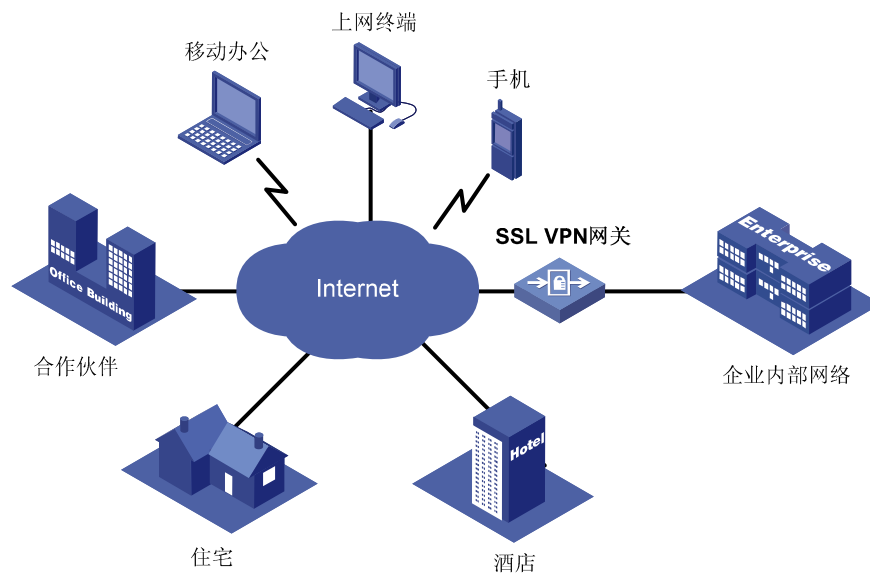 上网终端
移动办公
手机
SSL VPN网关
Enterprise
Office Building
Internet
合作伙伴
企业内部网络
Hotel
住宅
酒店